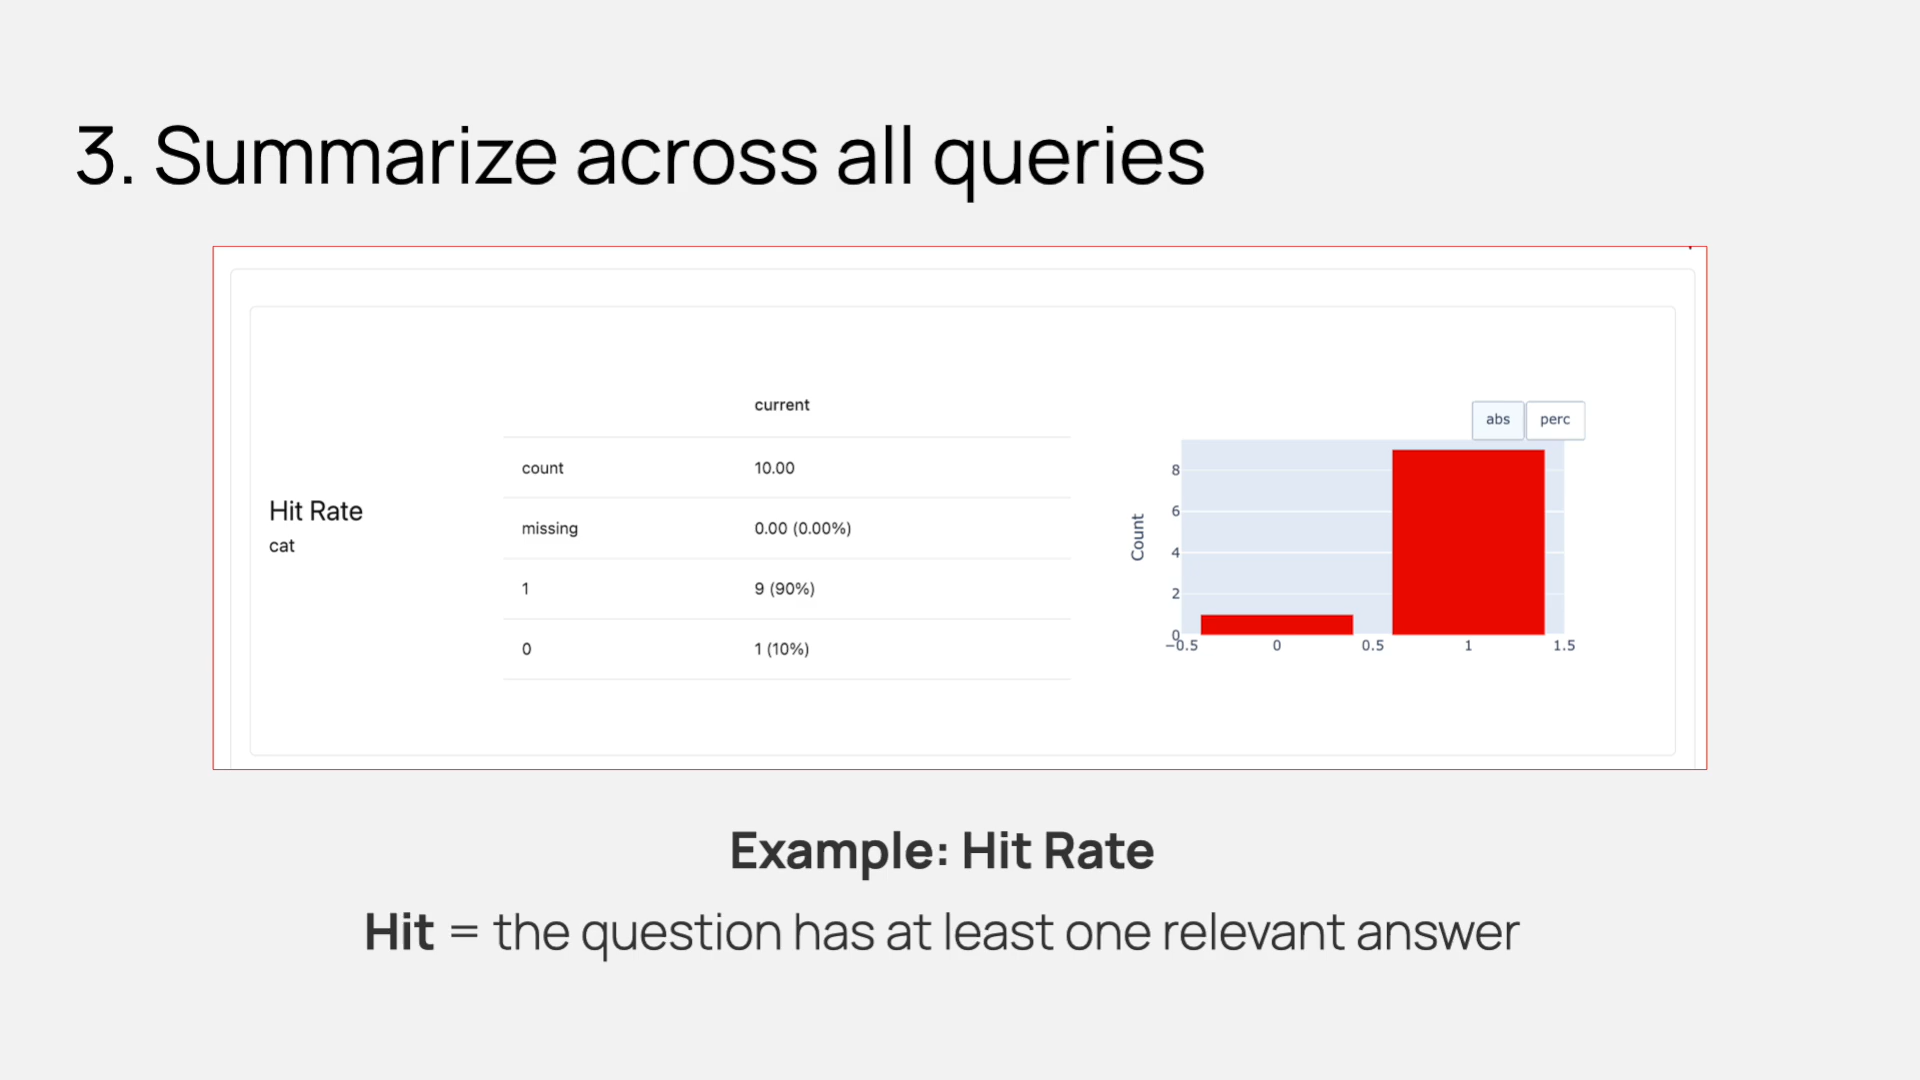 3. Summarize across all queries
current
count 10.00
missing 0.00 (0.00%)
1 9 (90%)
0 1 (10%)
Hit Rate
cat
abs perc
Count
8
6
4
2
0
−0.5 0 0.5 1 1.5
Example: Hit Rate
Hit = the question has at least one relevant answer